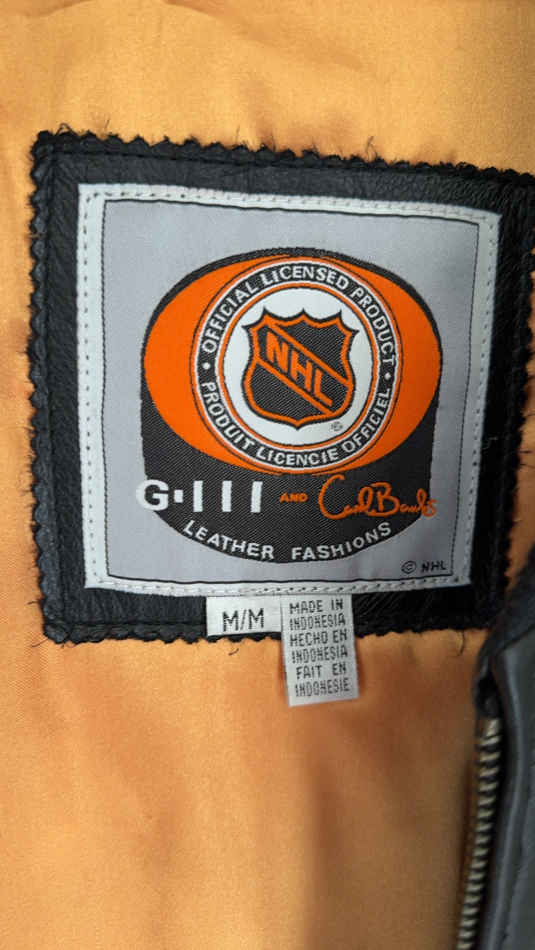 OFFICIAL LICENSED PRODUCT
NHL
®
• PRODUIT LICENCIE OFFICIEL •
G-III AND Carl Banks
LEATHER FASHIONS
© NHL
M/M
MADE IN
INDONESIA
HECHO EN
INDONESIA
FAIT EN
INDONESIE